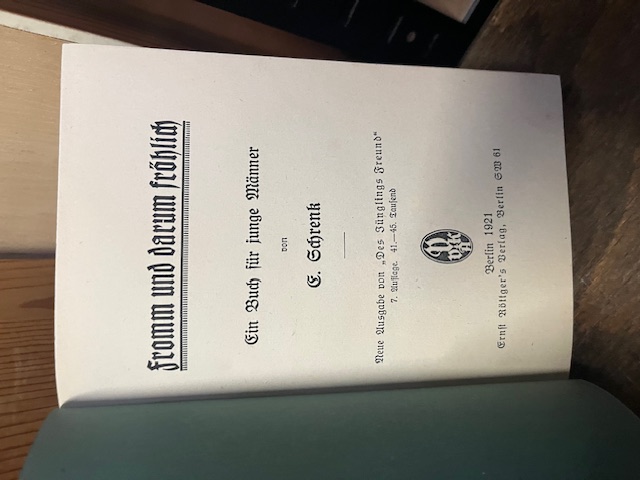 Fromm und darum fröhlich
Ein Buch für junge Männer
von
E. Schrenk
Neue Ausgabe von „Des Jünglings Freund“
7. Auflage. 41.–45. Tausend
Berlin 1921
Ernst Röttger's Verlag, Berlin SW 61